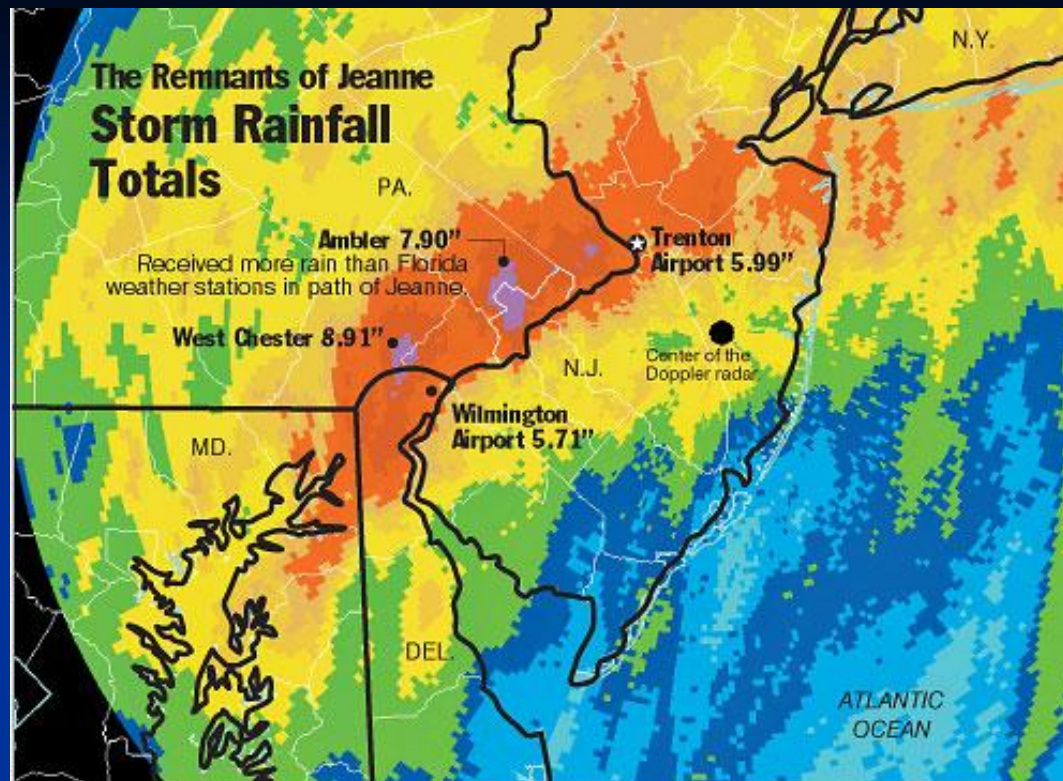 The Remnants of Jeanne
Storm Rainfall
Totals
N.Y.
PA.
Ambler 7.90"
Received more rain than Florida
weather stations in path of Jeanne.
Trenton
Airport 5.99"
West Chester 8.91"
Center of the
Doppler radar.
N.J.
Wilmington
Airport 5.71"
MD.
DEL.
ATLANTIC
OCEAN